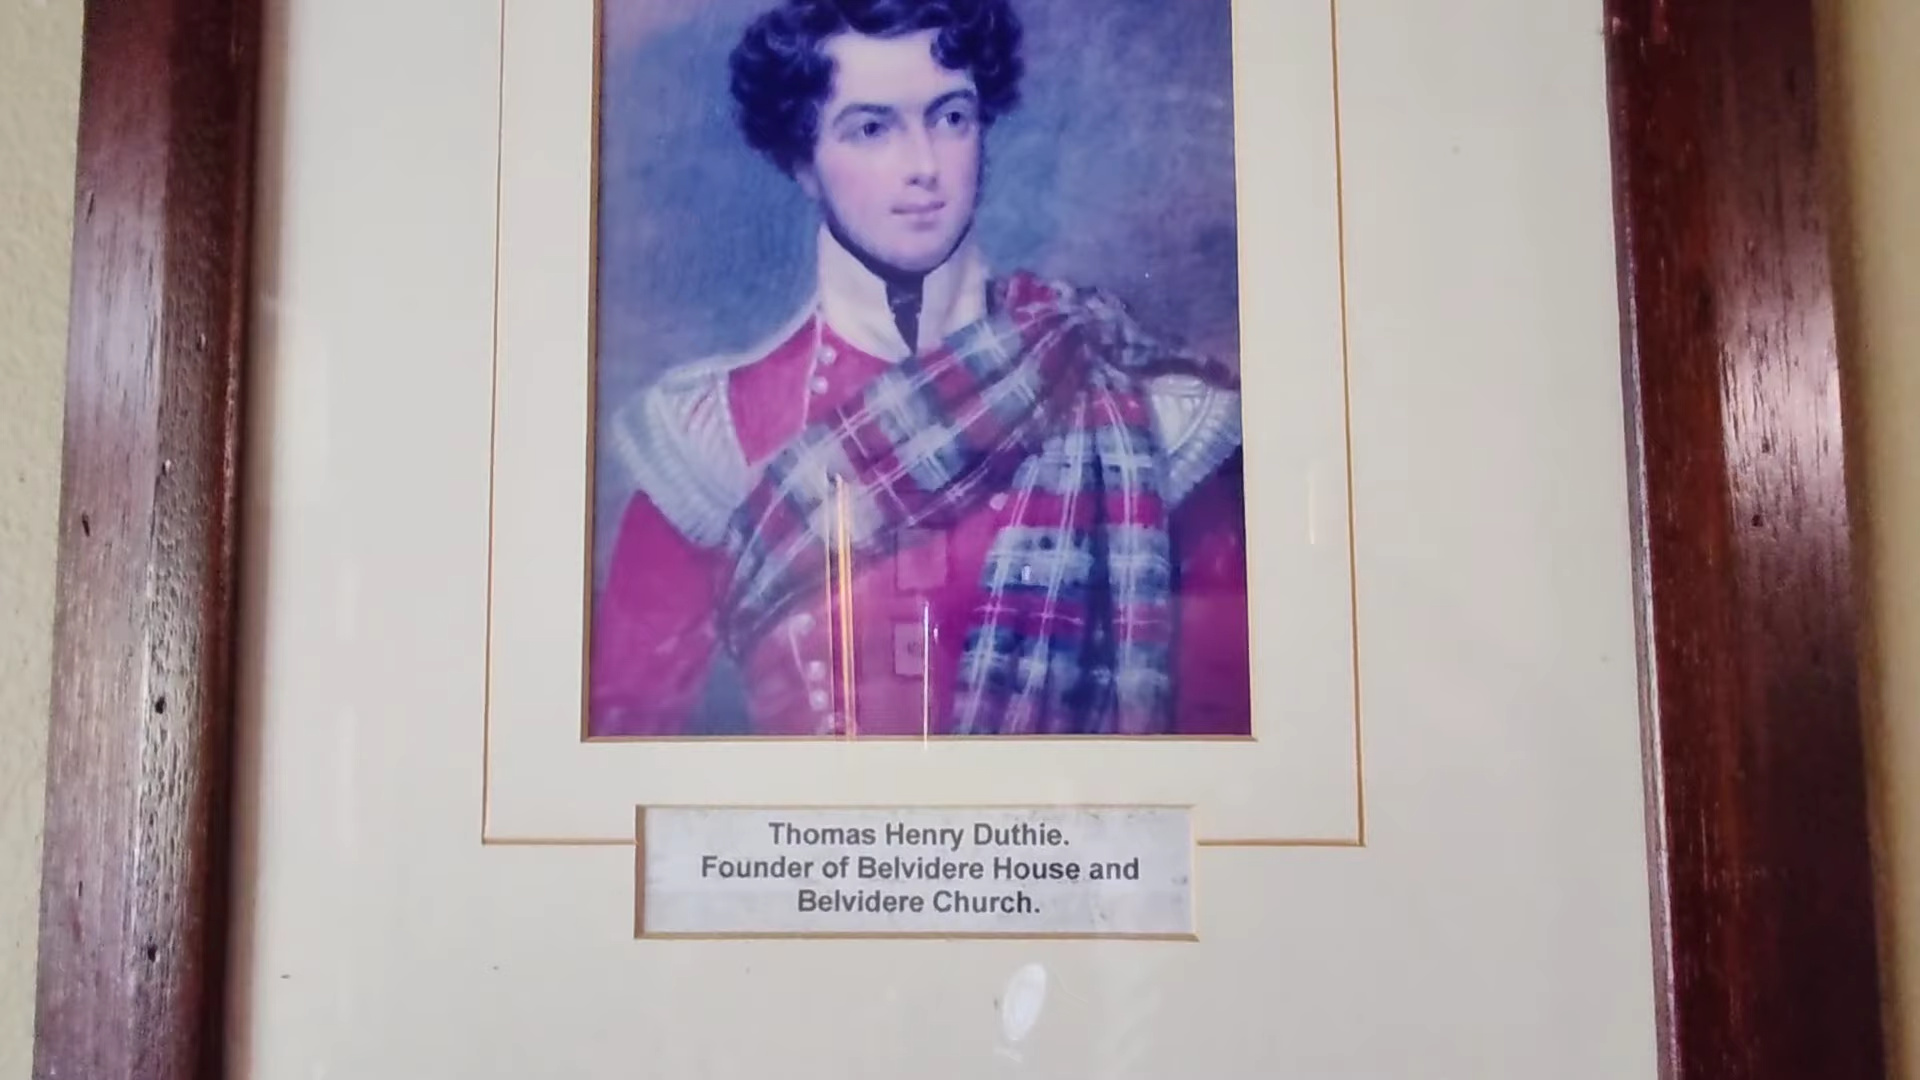 Thomas Henry Duthie.
Founder of Belvidere House and
Belvidere Church.